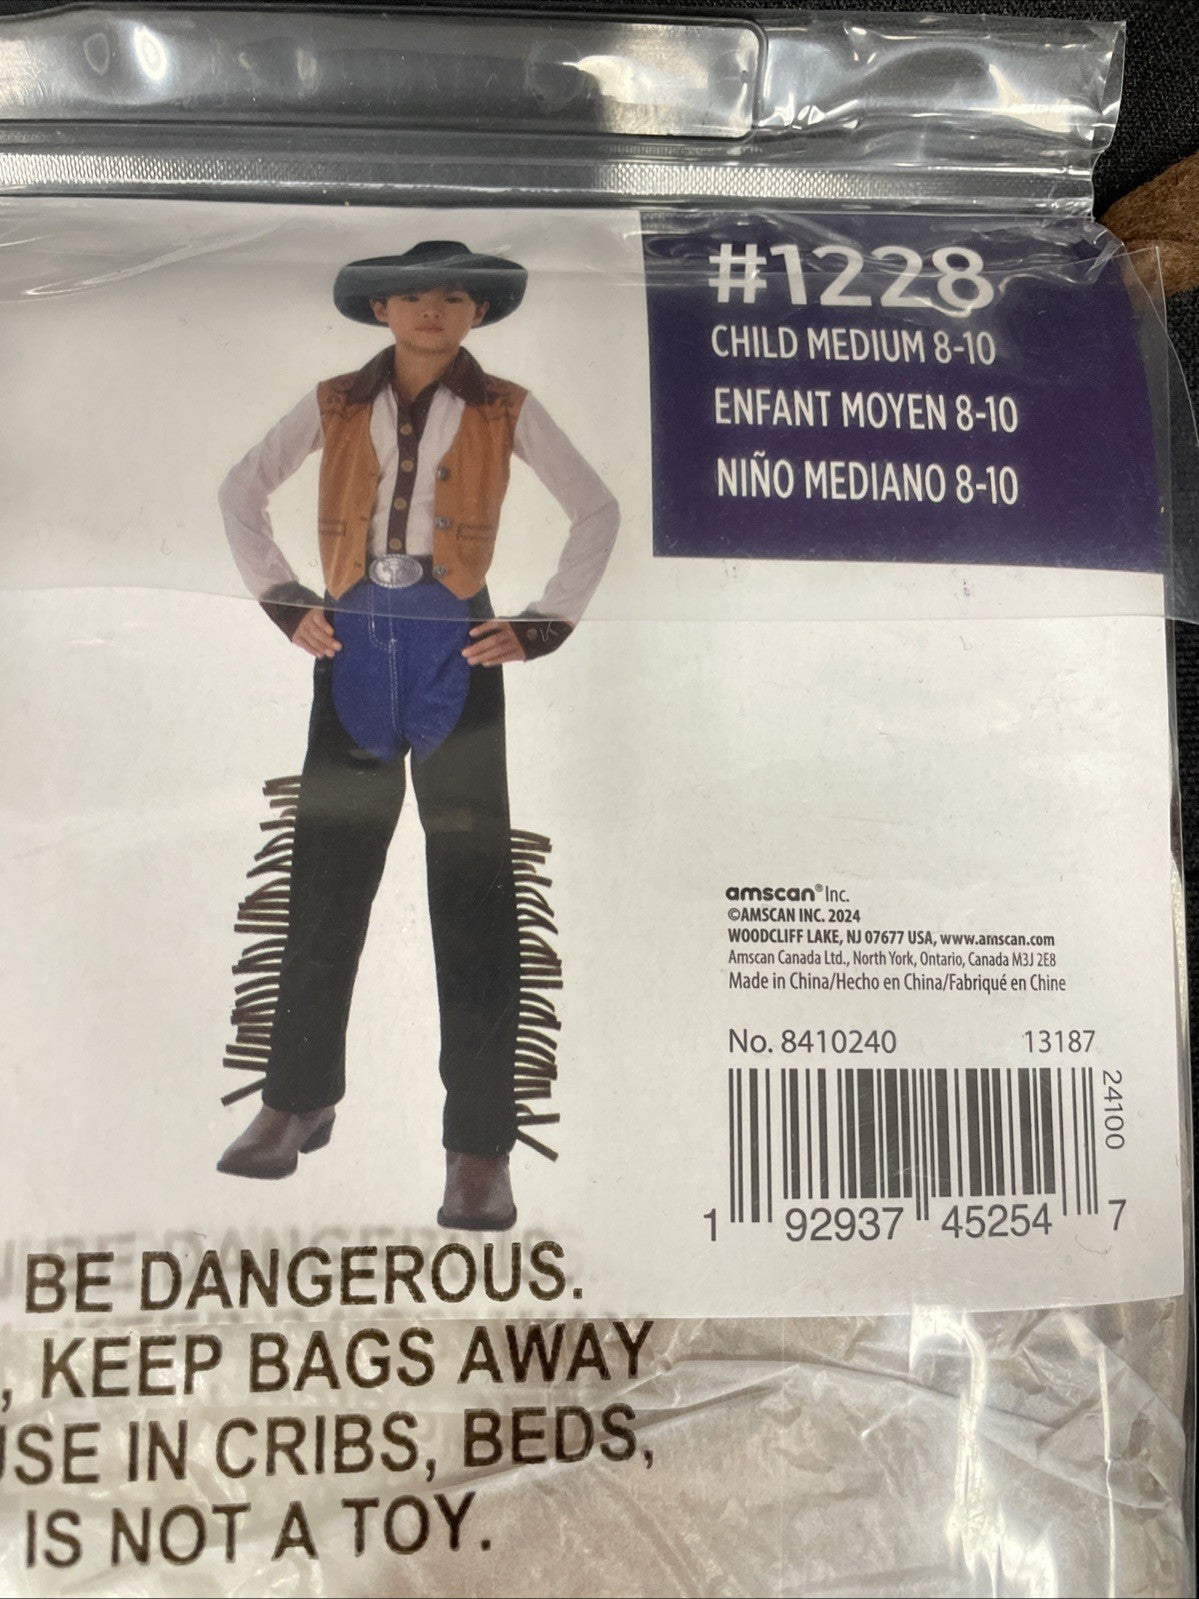 #1228
CHILD MEDIUM 8-10
ENFANT MOYEN 8-10
NIÑO MEDIANO 8-10
amscan® Inc.
©AMSCAN INC. 2024
WOODCLIFF LAKE, NJ 07677 USA, www.amscan.com
Amscan Canada Ltd., North York, Ontario, Canada M3J 2E8
Made in China/Hecho en China/Fabriqué en Chine
No. 8410240 13187
24100
1 92937 45254 7
BE DANGEROUS.
, KEEP BAGS AWAY
USE IN CRIBS, BEDS,
IS NOT A TOY.